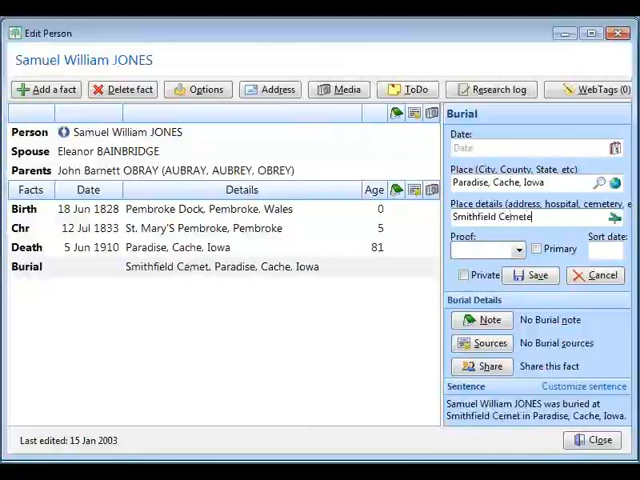 Edit Person
Samuel William JONES
Add a fact Delete fact Options Address Media ToDo Research log WebTags (0)
Person Samuel William JONES
Spouse Eleanor BAINBRIDGE
Parents John Barnett OBRAY (AUBRAY, AUBREY, OBREY)
Facts Date Details Age
Birth 18 Jun 1828 Pembroke Dock, Pembroke, Wales 0
Chr 12 Jul 1833 St. Mary'S Pembroke, Pembroke 5
Death 5 Jun 1910 Paradise, Cache, Iowa 81
Burial Smithfield Cemet, Paradise, Cache, Iowa
Last edited: 15 Jan 2003
Burial
Date:
Date
Place (City, County, State, etc)
Paradise, Cache, Iowa
Place details (address, hospital, cemetery, e
Smithfield Cemete
Proof: Primary Sort date:
Private Save Cancel
Burial Details
Note No Burial note
Sources No Burial sources
Share Share this fact
Sentence Customize sentence
Samuel William JONES was buried at
Smithfield Cemet in Paradise, Cache, Iowa.
Close